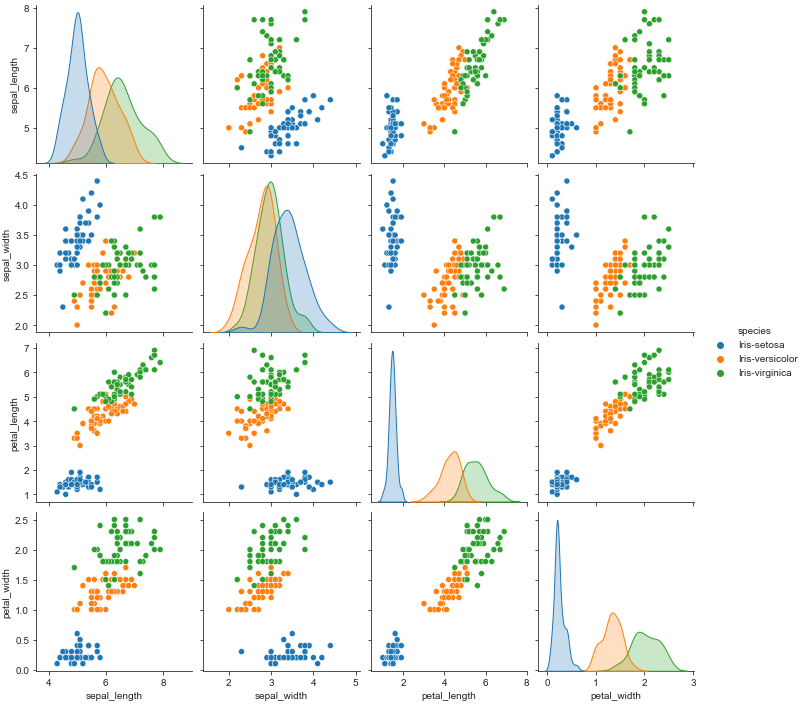 8
7
6
5
sepal_length
4.5
4.0
3.5
3.0
2.5
2.0
sepal_width
species
Iris-setosa
Iris-versicolor
Iris-virginica
7
6
5
4
3
2
1
petal_length
2.5
2.0
1.5
1.0
0.5
0.0
petal_width
4 6 8
sepal_length
2 3 4 5
sepal_width
2 4 6 8
petal_length
0 1 2 3
petal_width